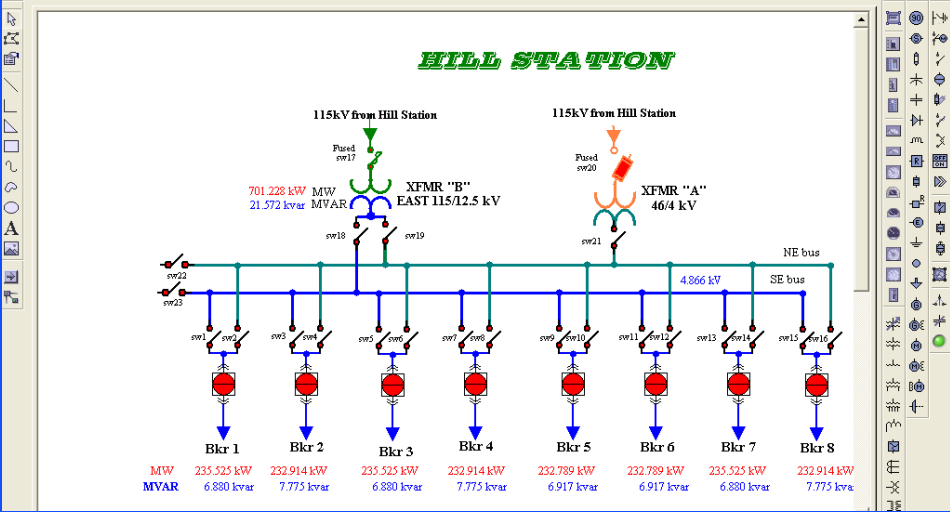 HILL STATION
115kV from Hill Station
115kV from Hill Station
Fused
sw17
Fused
sw20
701.228 kW MW
21.572 kvar MVAR
XFMR "B"
EAST 115/12.5 kV
XFMR "A"
46/4 kV
sw18
sw19
sw21
NE bus
sw22
4.866 kV
SE bus
sw23
sw1 sw2 sw3 sw4 sw5 sw6 sw7 sw8 sw9 sw10 sw11 sw12 sw13 sw14 sw15 sw16
Bkr 1 Bkr 2 Bkr 3 Bkr 4 Bkr 5 Bkr 6 Bkr 7 Bkr 8
MW 235.525 kW 232.914 kW 235.525 kW 232.914 kW 232.789 kW 232.789 kW 235.525 kW 232.914 kW
MVAR 6.880 kvar 7.775 kvar 6.880 kvar 7.775 kvar 6.917 kvar 6.917 kvar 6.880 kvar 7.775 kva
A
90
S
R
OFF
ON